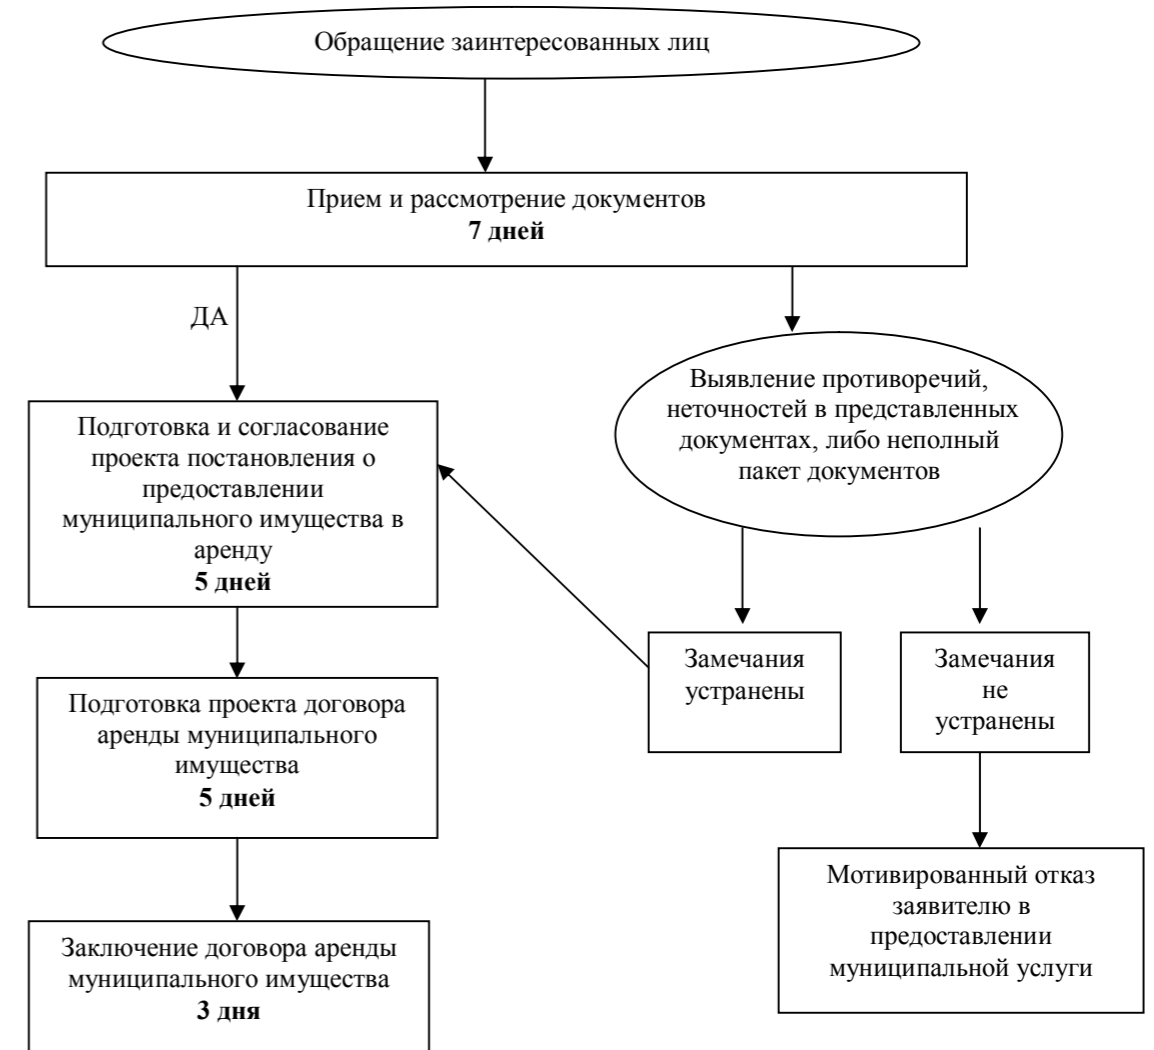 Обращение заинтересованных лиц
Прием и рассмотрение документов
7 дней
ДА
Выявление противоречий,
неточностей в представленных
документах, либо неполный
пакет документов
Подготовка и согласование
проекта постановления о
предоставлении
муниципального имущества в
аренду
5 дней
Замечания
устранены
Замечания
не
устранены
Подготовка проекта договора
аренды муниципального
имущества
5 дней
Мотивированный отказ
заявителю в
предоставлении
муниципальной услуги
Заключение договора аренды
муниципального имущества
3 дня